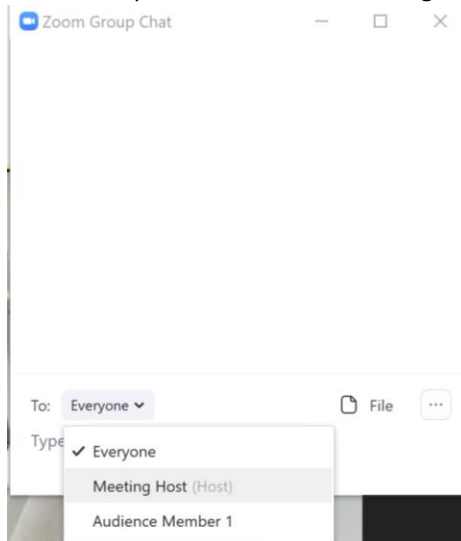 Zoom Group Chat
To: Everyone File ...
Type
✓ Everyone
Meeting Host (Host)
Audience Member 1